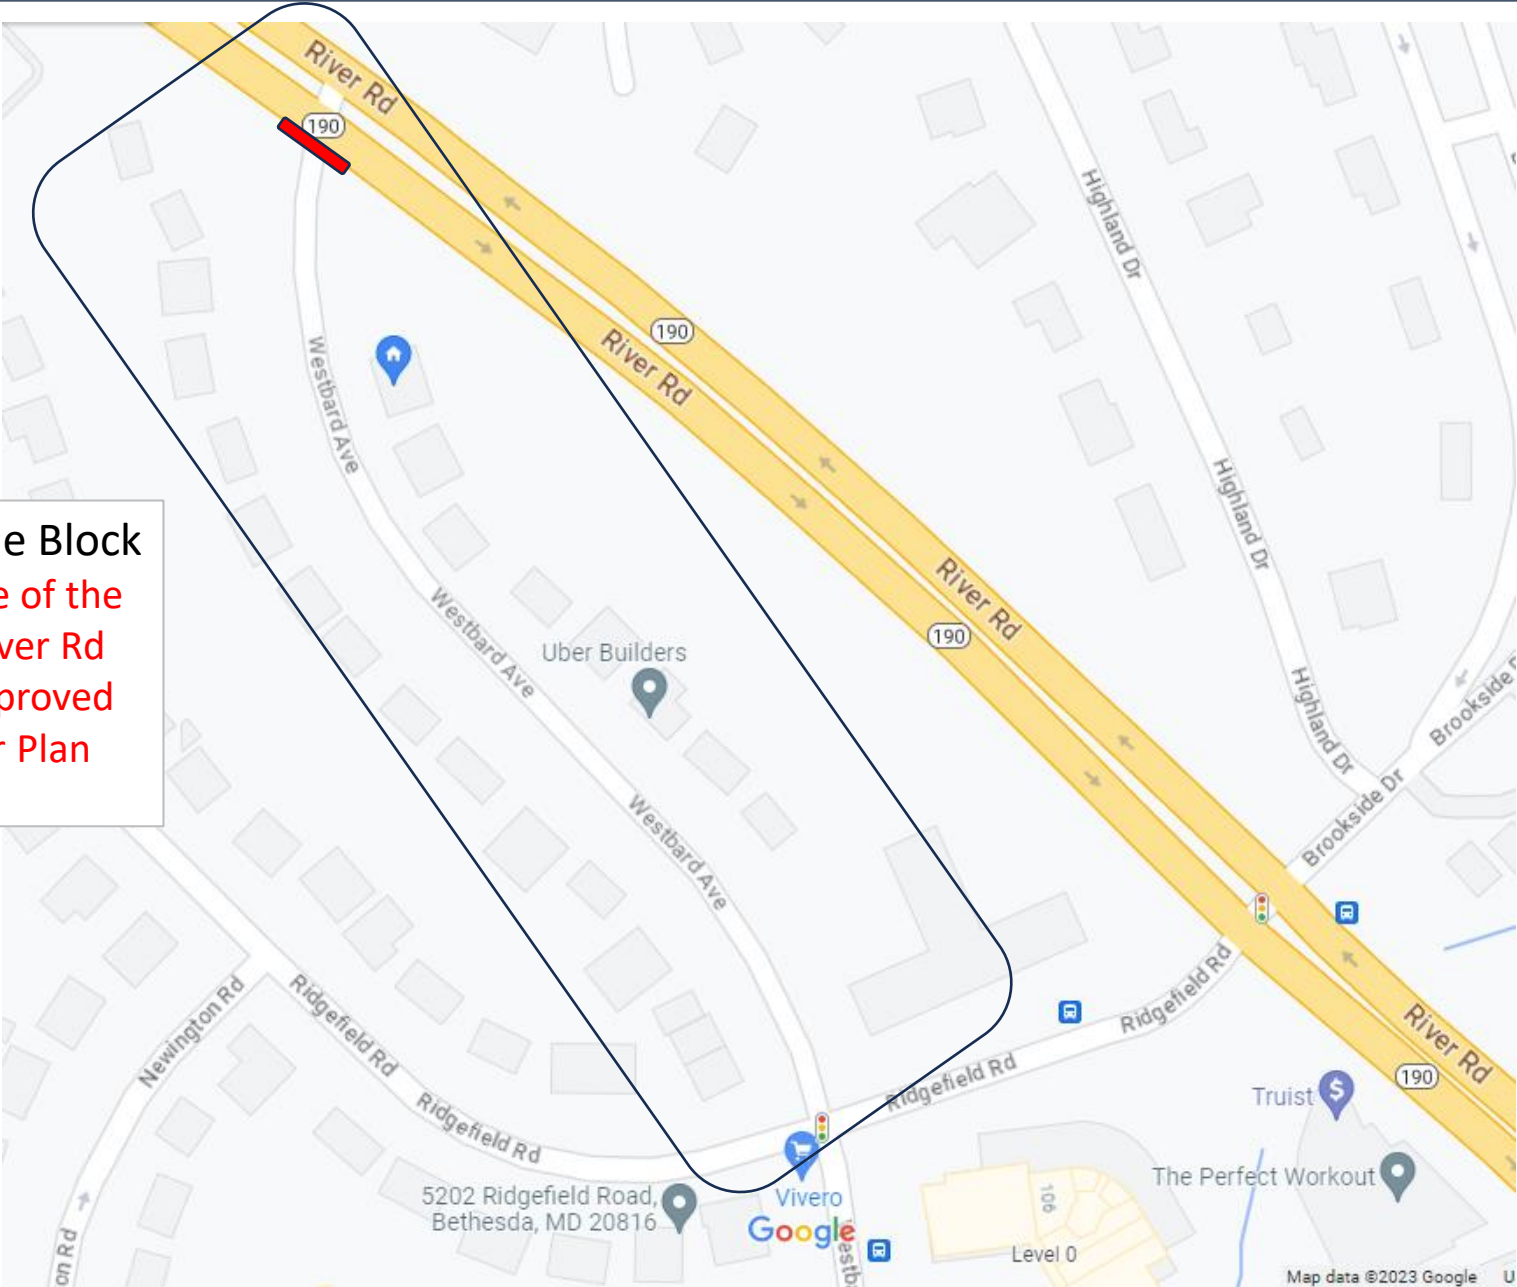 River Rd
190
Highland Dr
190
River Rd
Westbard Ave
Highland Dr
e Block
e of the
ver Rd
proved
r Plan
Westbard Ave
River Rd
190
Uber Builders
Highland Dr
Brookside D
Westbard Ave
Brookside Dr
Newington Rd
Ridgefield Rd
Ridgefield Rd
River Rd
190
Ridgefield Rd
Ridgefield Rd
Truist
The Perfect Workout
5202 Ridgefield Road,
Bethesda, MD 20816
Vivero
Google
106
Level 0
on Rd
Westb
Map data ©2023 Google U